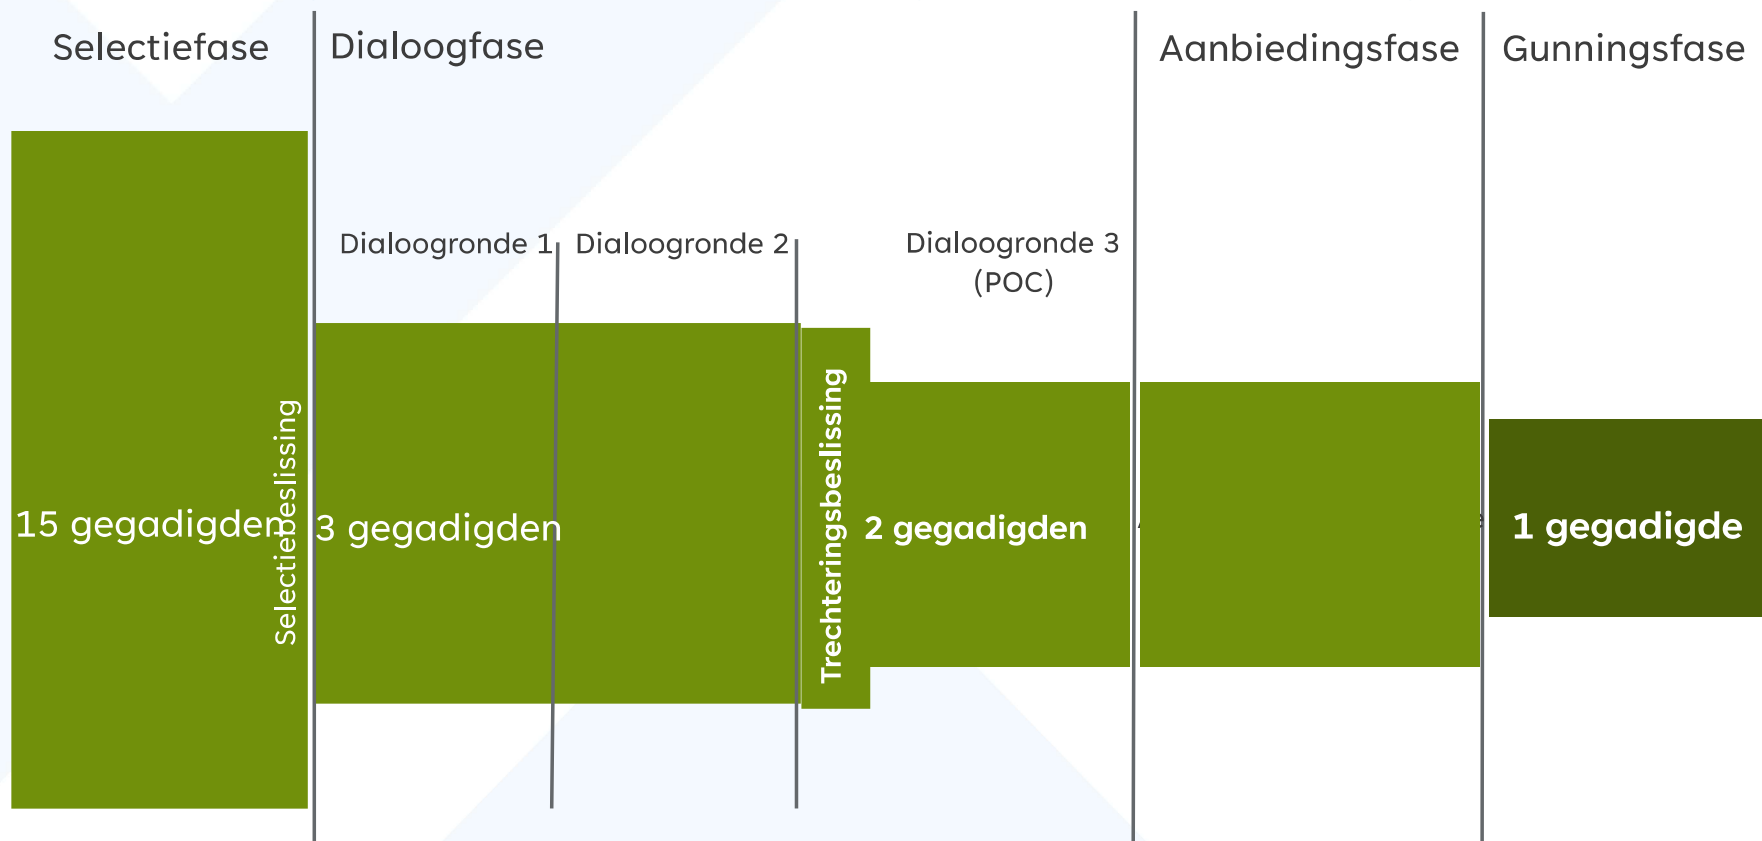 Selectiefase
Dialoogfase
Aanbiedingsfase
Gunningsfase
Dialoogronde 1
Dialoogronde 2
Dialoogronde 3
(POC)
15 gegadigden
Selectiebeslissing
3 gegadigden
Trechteringsbeslissing
2 gegadigden
1 gegadigde